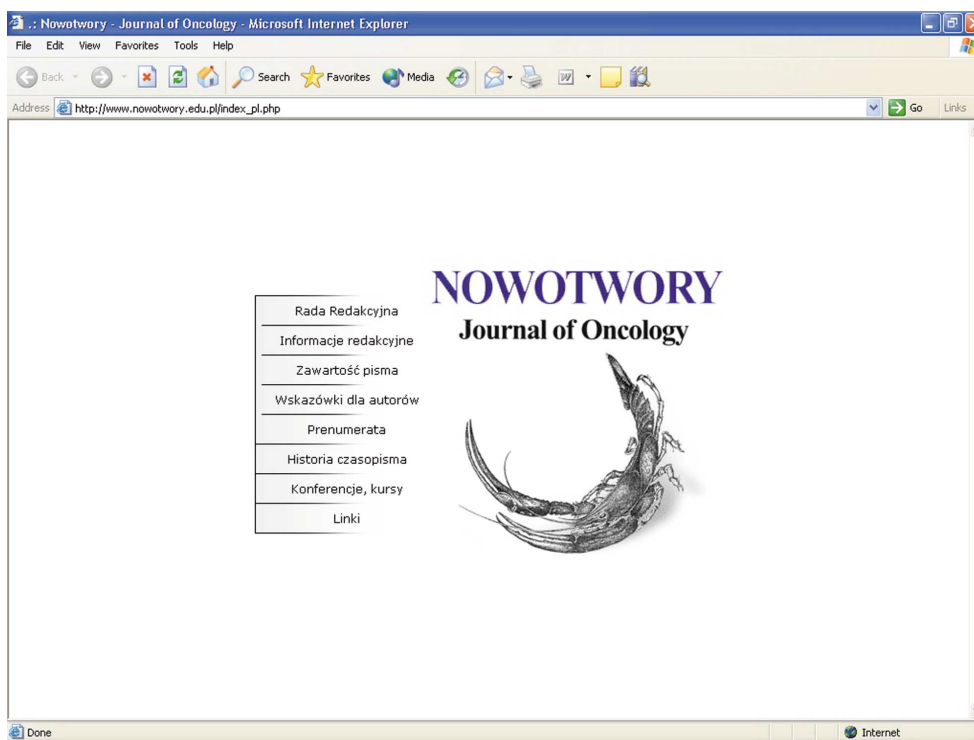 .: Nowotwory - Journal of Oncology - Microsoft Internet Explorer
File Edit View Favorites Tools Help
Back Search Favorites Media W
Address http://www.nowotwory.edu.pl/index_pl.php Go Links
NOWOTWORY
Journal of Oncology
Rada Redakcyjna
Informacje redakcyjne
Zawartość pisma
Wskazówki dla autorów
Prenumerata
Historia czasopisma
Konferencje, kursy
Linki
Done Internet